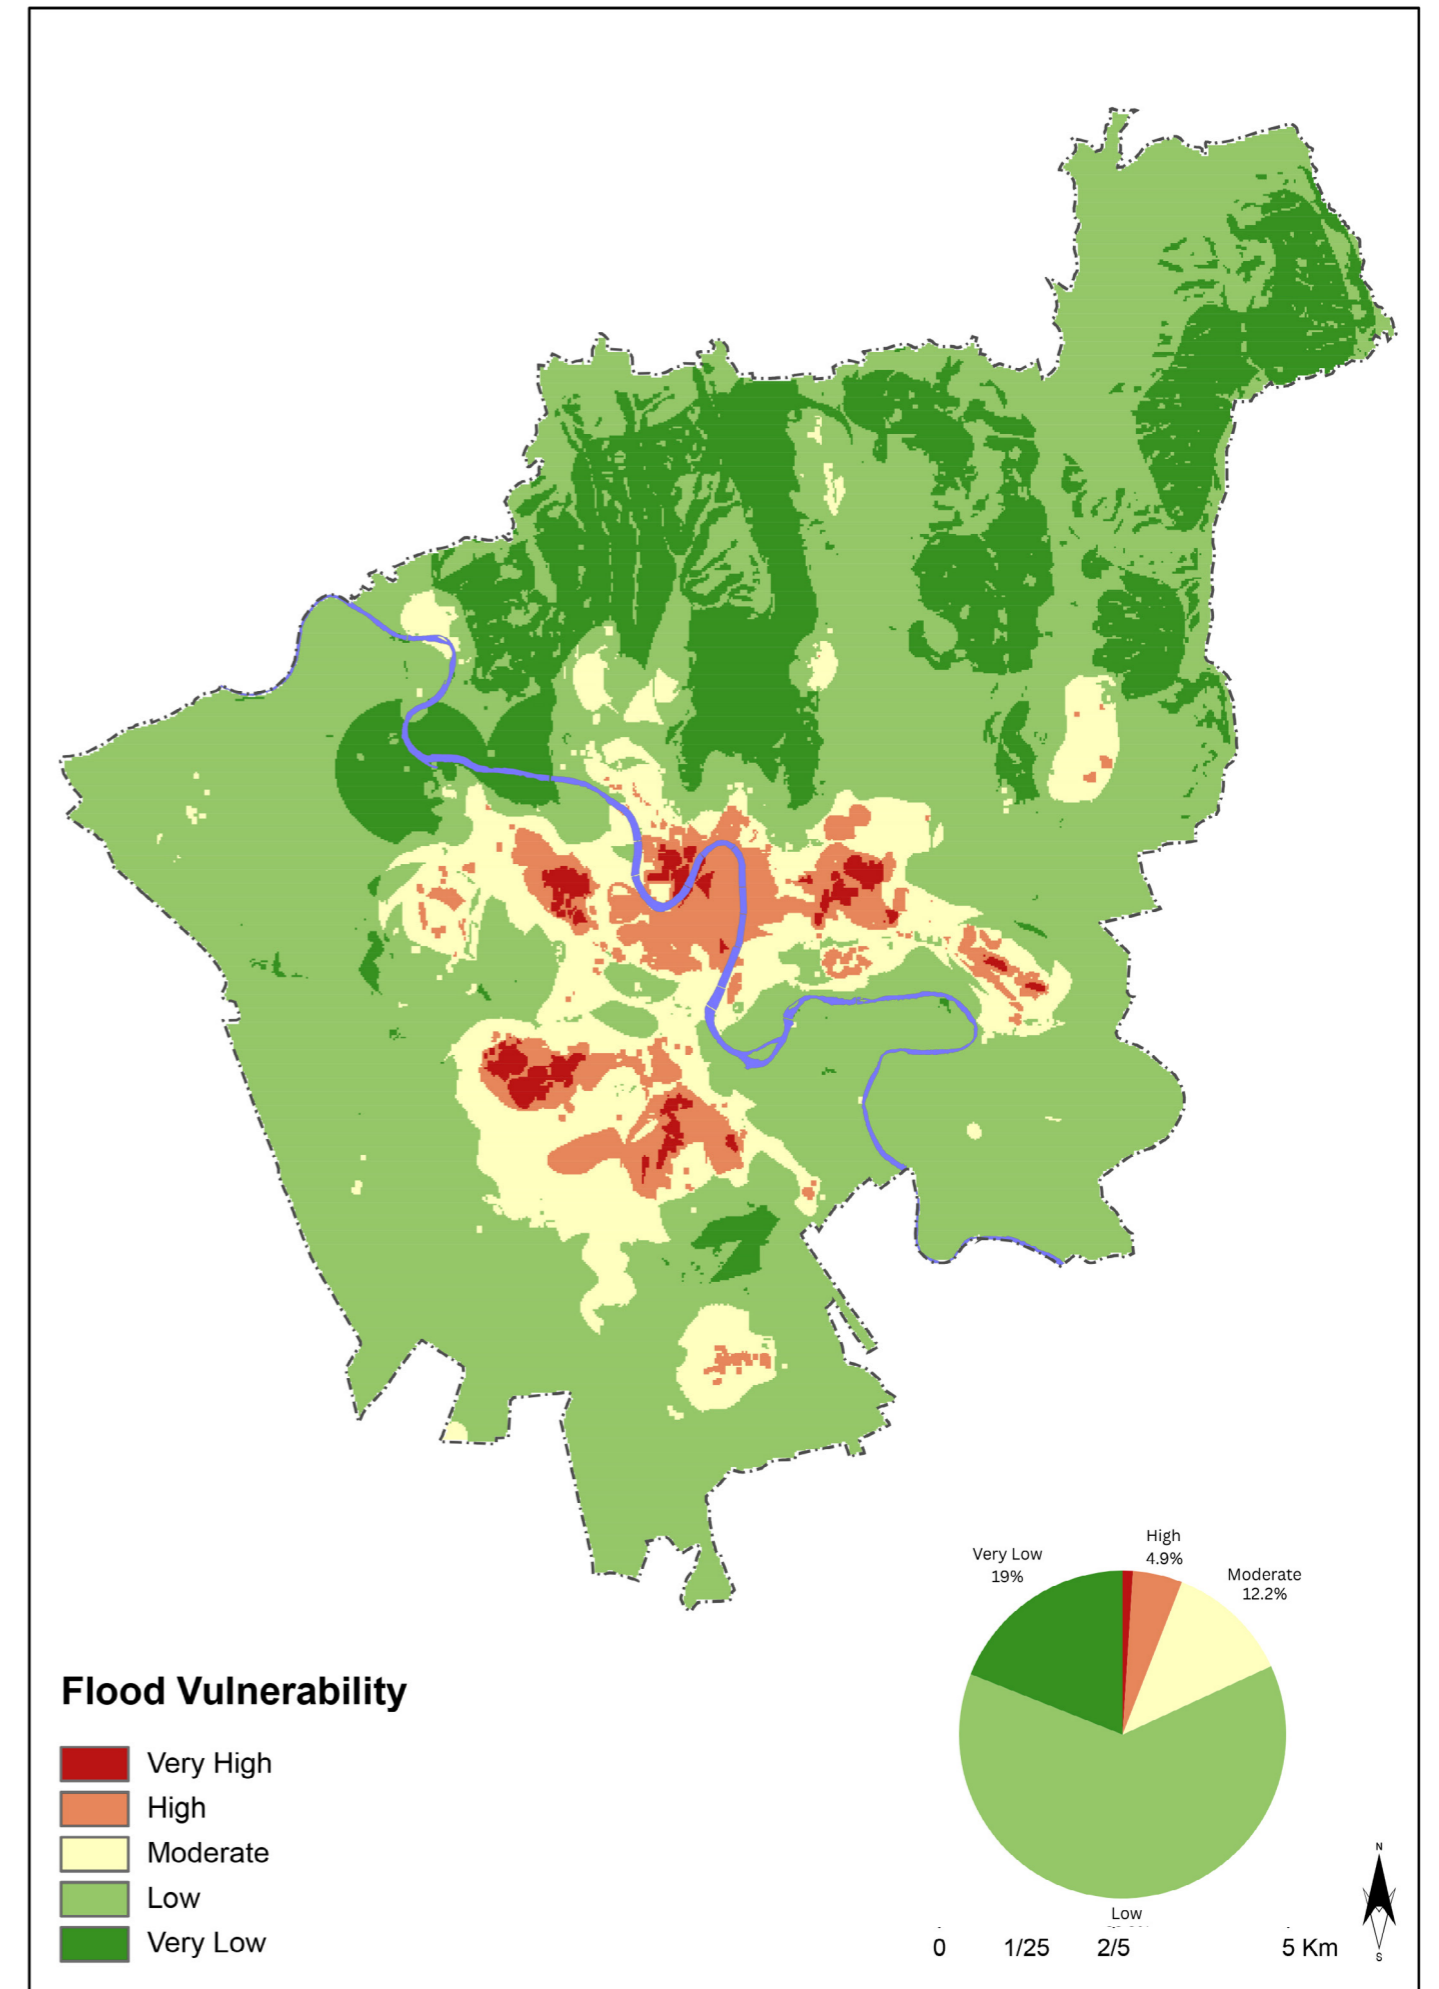 High
4.9%
Very Low
19%
Moderate
12.2%
Flood Vulnerability
Very High
High
Moderate
Low
Very Low
Low
0 1/25 2/5 5 Km
N
S